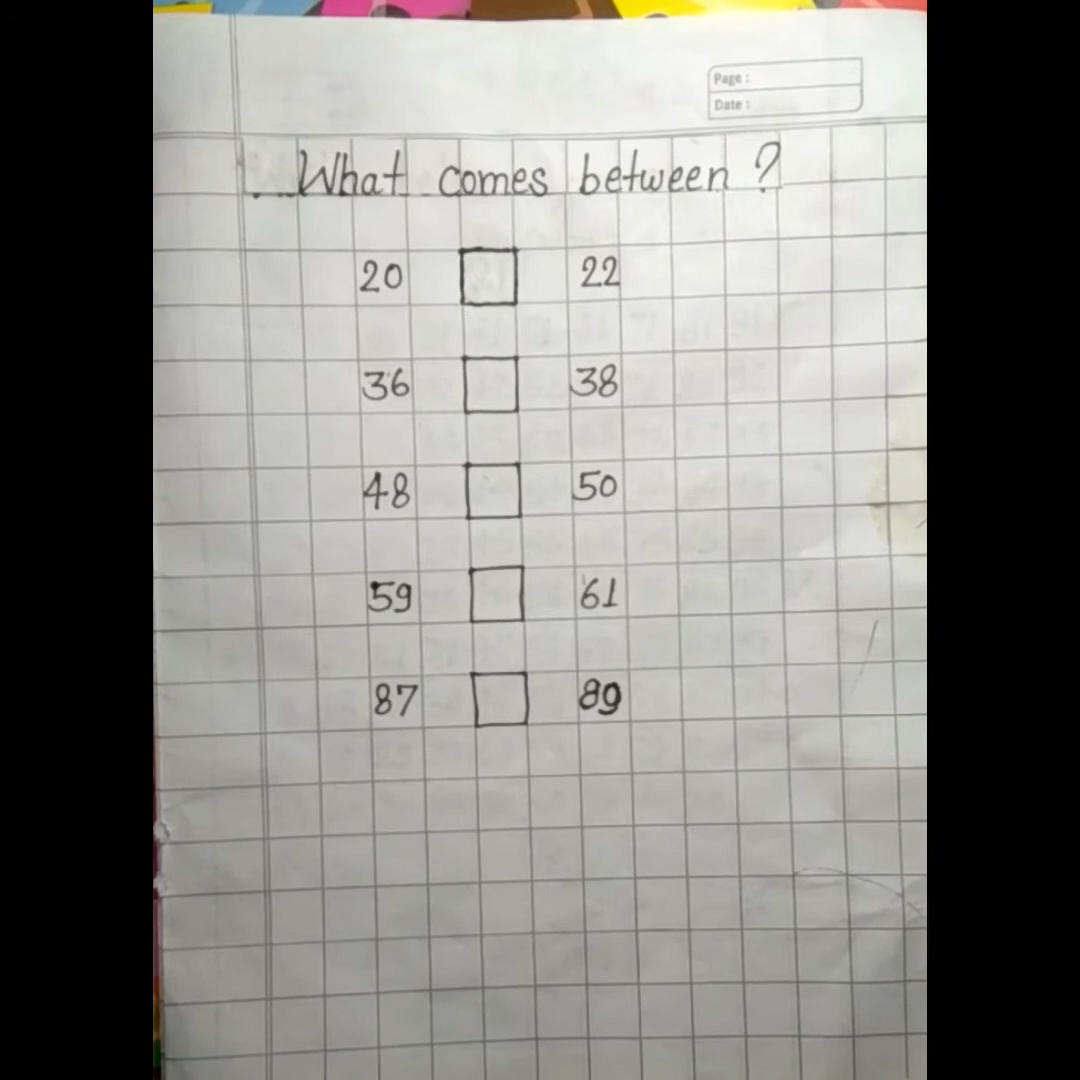 Page :
Date :
What comes between ?
20 22
36 38
48 50
59 61
87 89